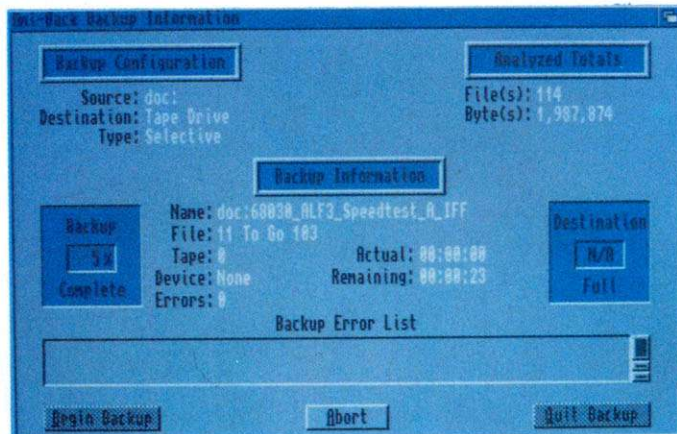 Ami-Back Backup Information
Backup Configuration
Analyzed Totals
Source: doc:
File(s): 114
Destination: Tape Drive
Byte(s): 1,987,874
Type: Selective
Backup Information
Name: doc:68030_ALF3_Speedtest_A_IFF
File: 11 To Go 103
Tape: 0
Actual: 00:00:00
Device: None
Remaining: 00:00:23
Errors: 0
Backup
5%
Complete
Destination
N/A
Full
Backup Error List
Begin Backup
Abort
Quit Backup